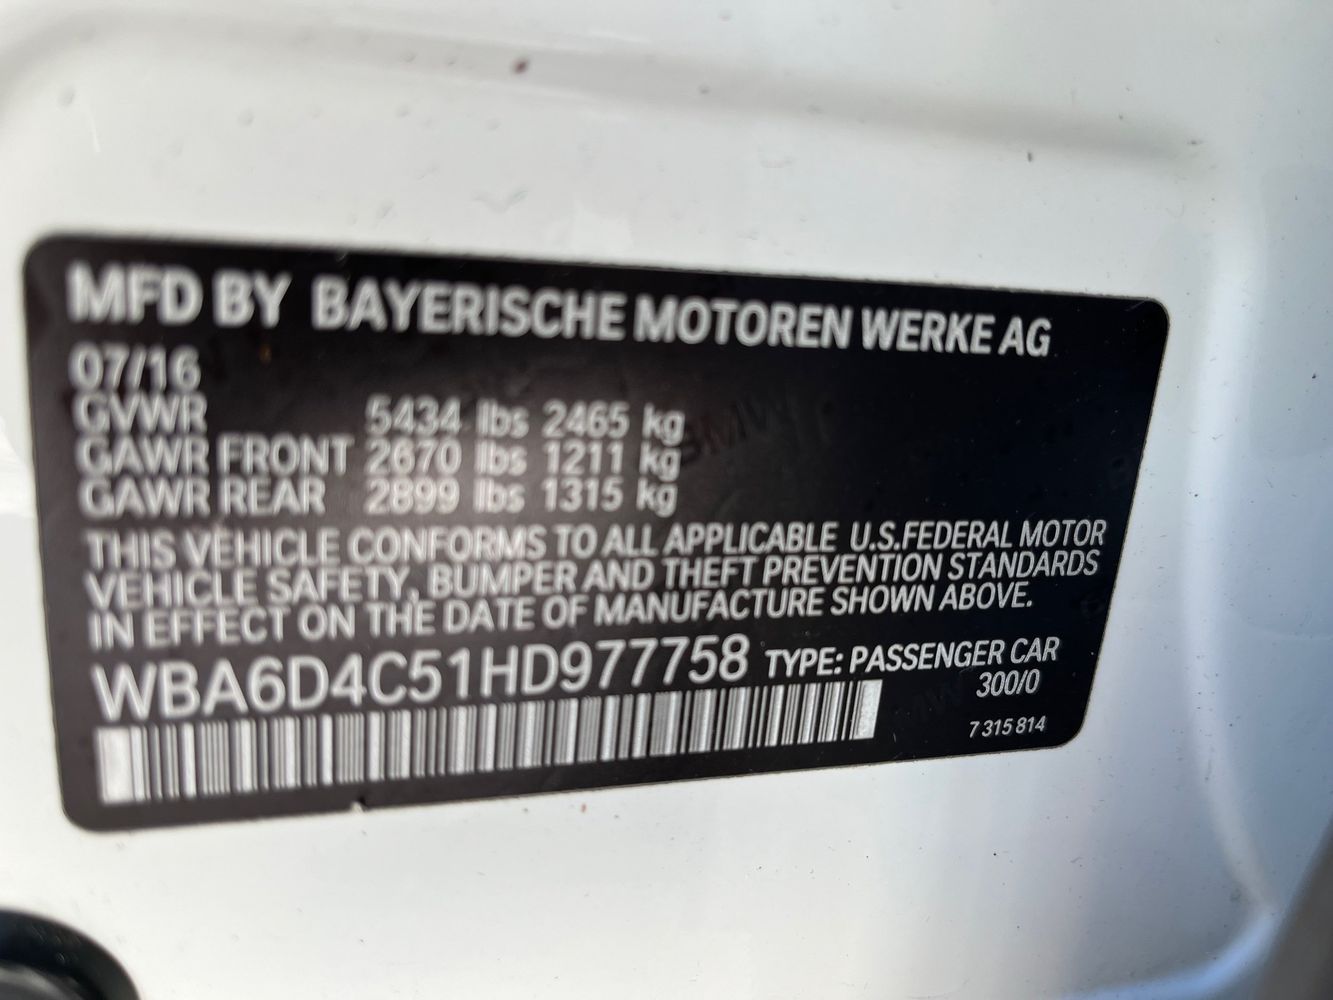 MFD BY BAYERISCHE MOTOREN WERKE AG
07/16
GVWR 5434 lbs 2465 kg
GAWR FRONT 2670 lbs 1211 kg
GAWR REAR 2899 lbs 1315 kg
THIS VEHICLE CONFORMS TO ALL APPLICABLE U.S.FEDERAL MOTOR
VEHICLE SAFETY, BUMPER AND THEFT PREVENTION STANDARDS
IN EFFECT ON THE DATE OF MANUFACTURE SHOWN ABOVE.
WBA6D4C51HD977758 TYPE: PASSENGER CAR
300/0
7 315 814
BMW